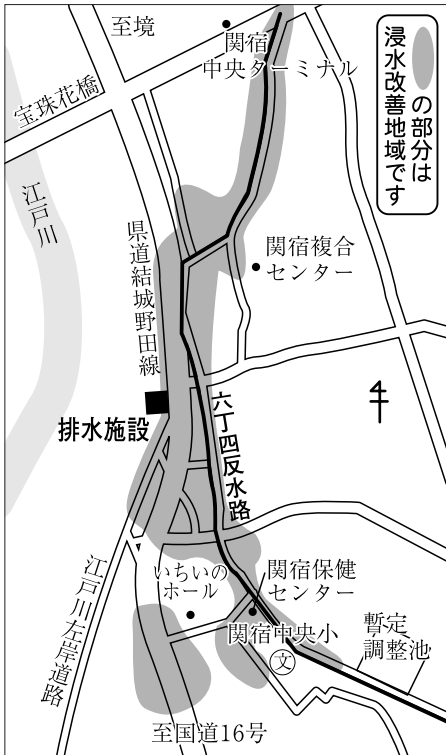 の部分は
浸水改善地域です
至境
関宿
中央ターミナル
宝珠花橋
江戸川
県道結城野田線
関宿複合
センター
排水施設
六丁四反水路
江戸川左岸道路
いちいの
ホール
関宿保健
センター
関宿中央小
文
暫定
調整池
至国道16号